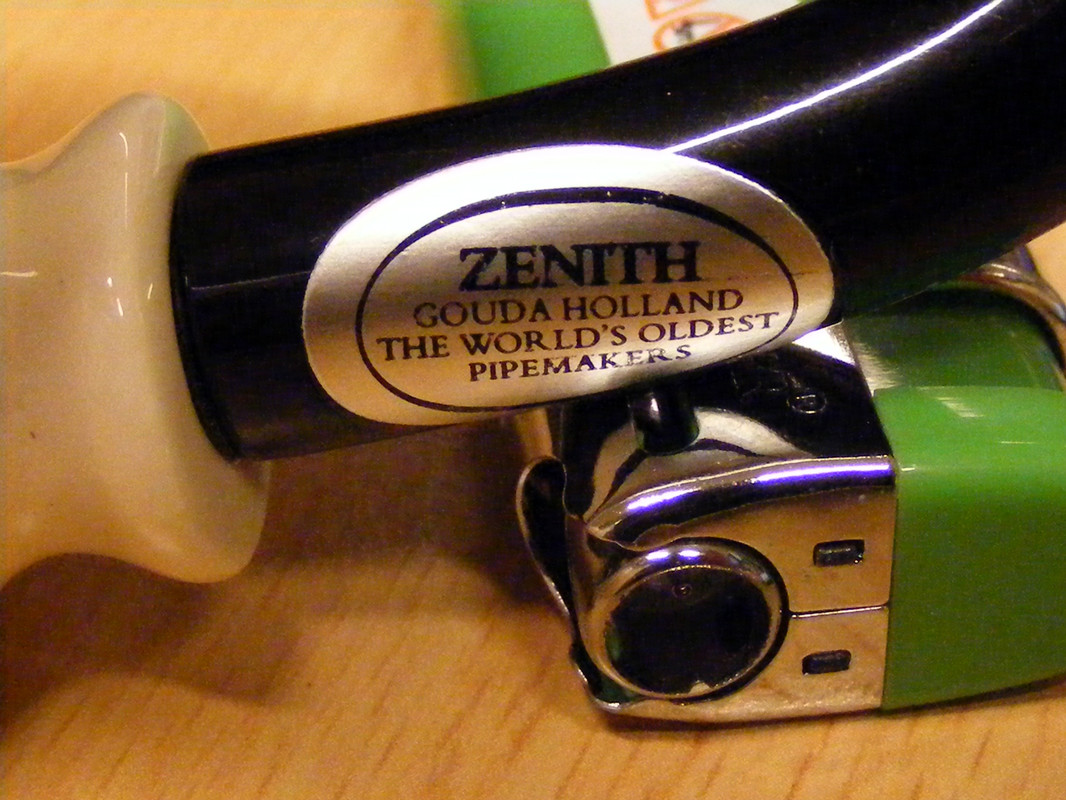 ZENITH
GOUDA HOLLAND
THE WORLD'S OLDEST
PIPEMAKERS